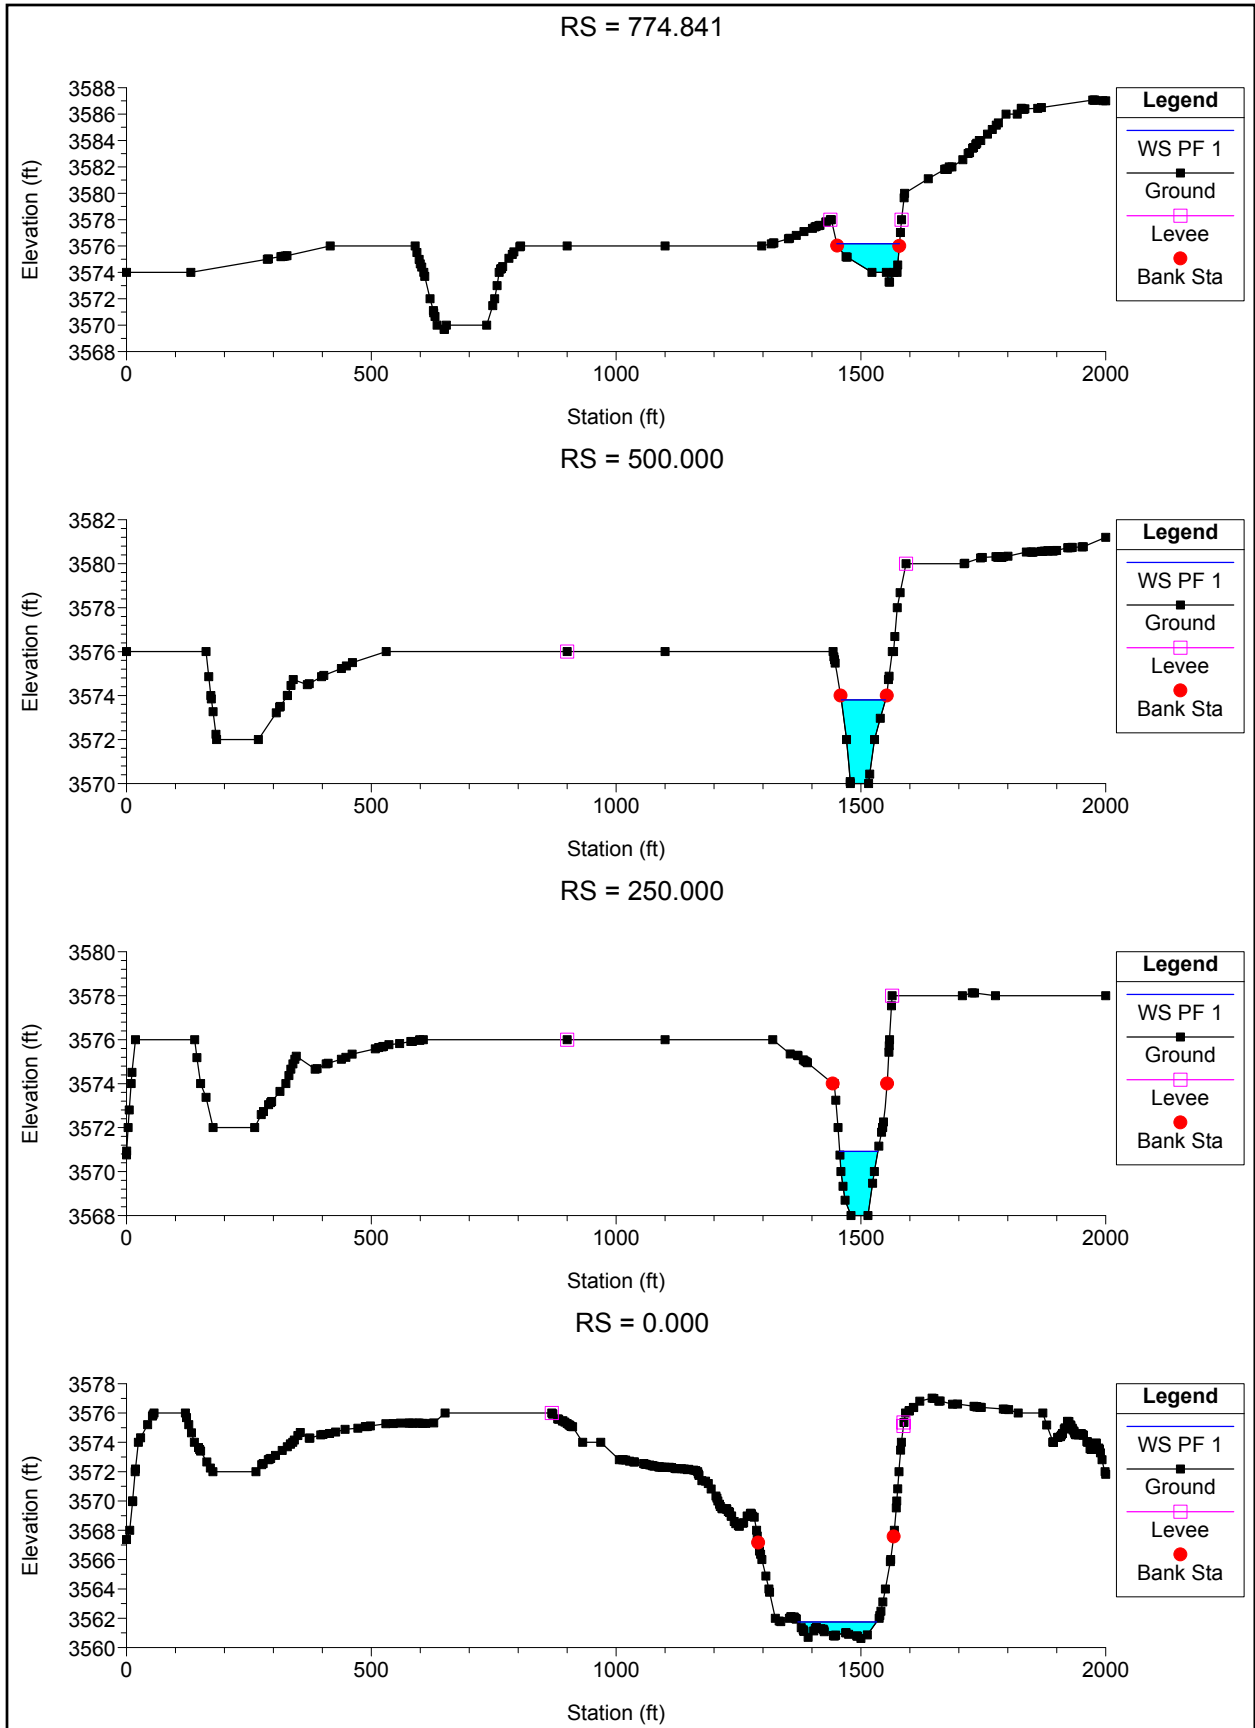 RS = 774.841
Elevation (ft)
3588
3586
3584
3582
3580
3578
3576
3574
3572
3570
3568
0 500 1000 1500 2000
Station (ft)
Legend
WS PF 1
Ground
Levee
Bank Sta
RS = 500.000
Elevation (ft)
3582
3580
3578
3576
3574
3572
3570
0 500 1000 1500 2000
Station (ft)
Legend
WS PF 1
Ground
Levee
Bank Sta
RS = 250.000
Elevation (ft)
3580
3578
3576
3574
3572
3570
3568
0 500 1000 1500 2000
Station (ft)
Legend
WS PF 1
Ground
Levee
Bank Sta
RS = 0.000
Elevation (ft)
3578
3576
3574
3572
3570
3568
3566
3564
3562
3560
0 500 1000 1500 2000
Station (ft)
Legend
WS PF 1
Ground
Levee
Bank Sta